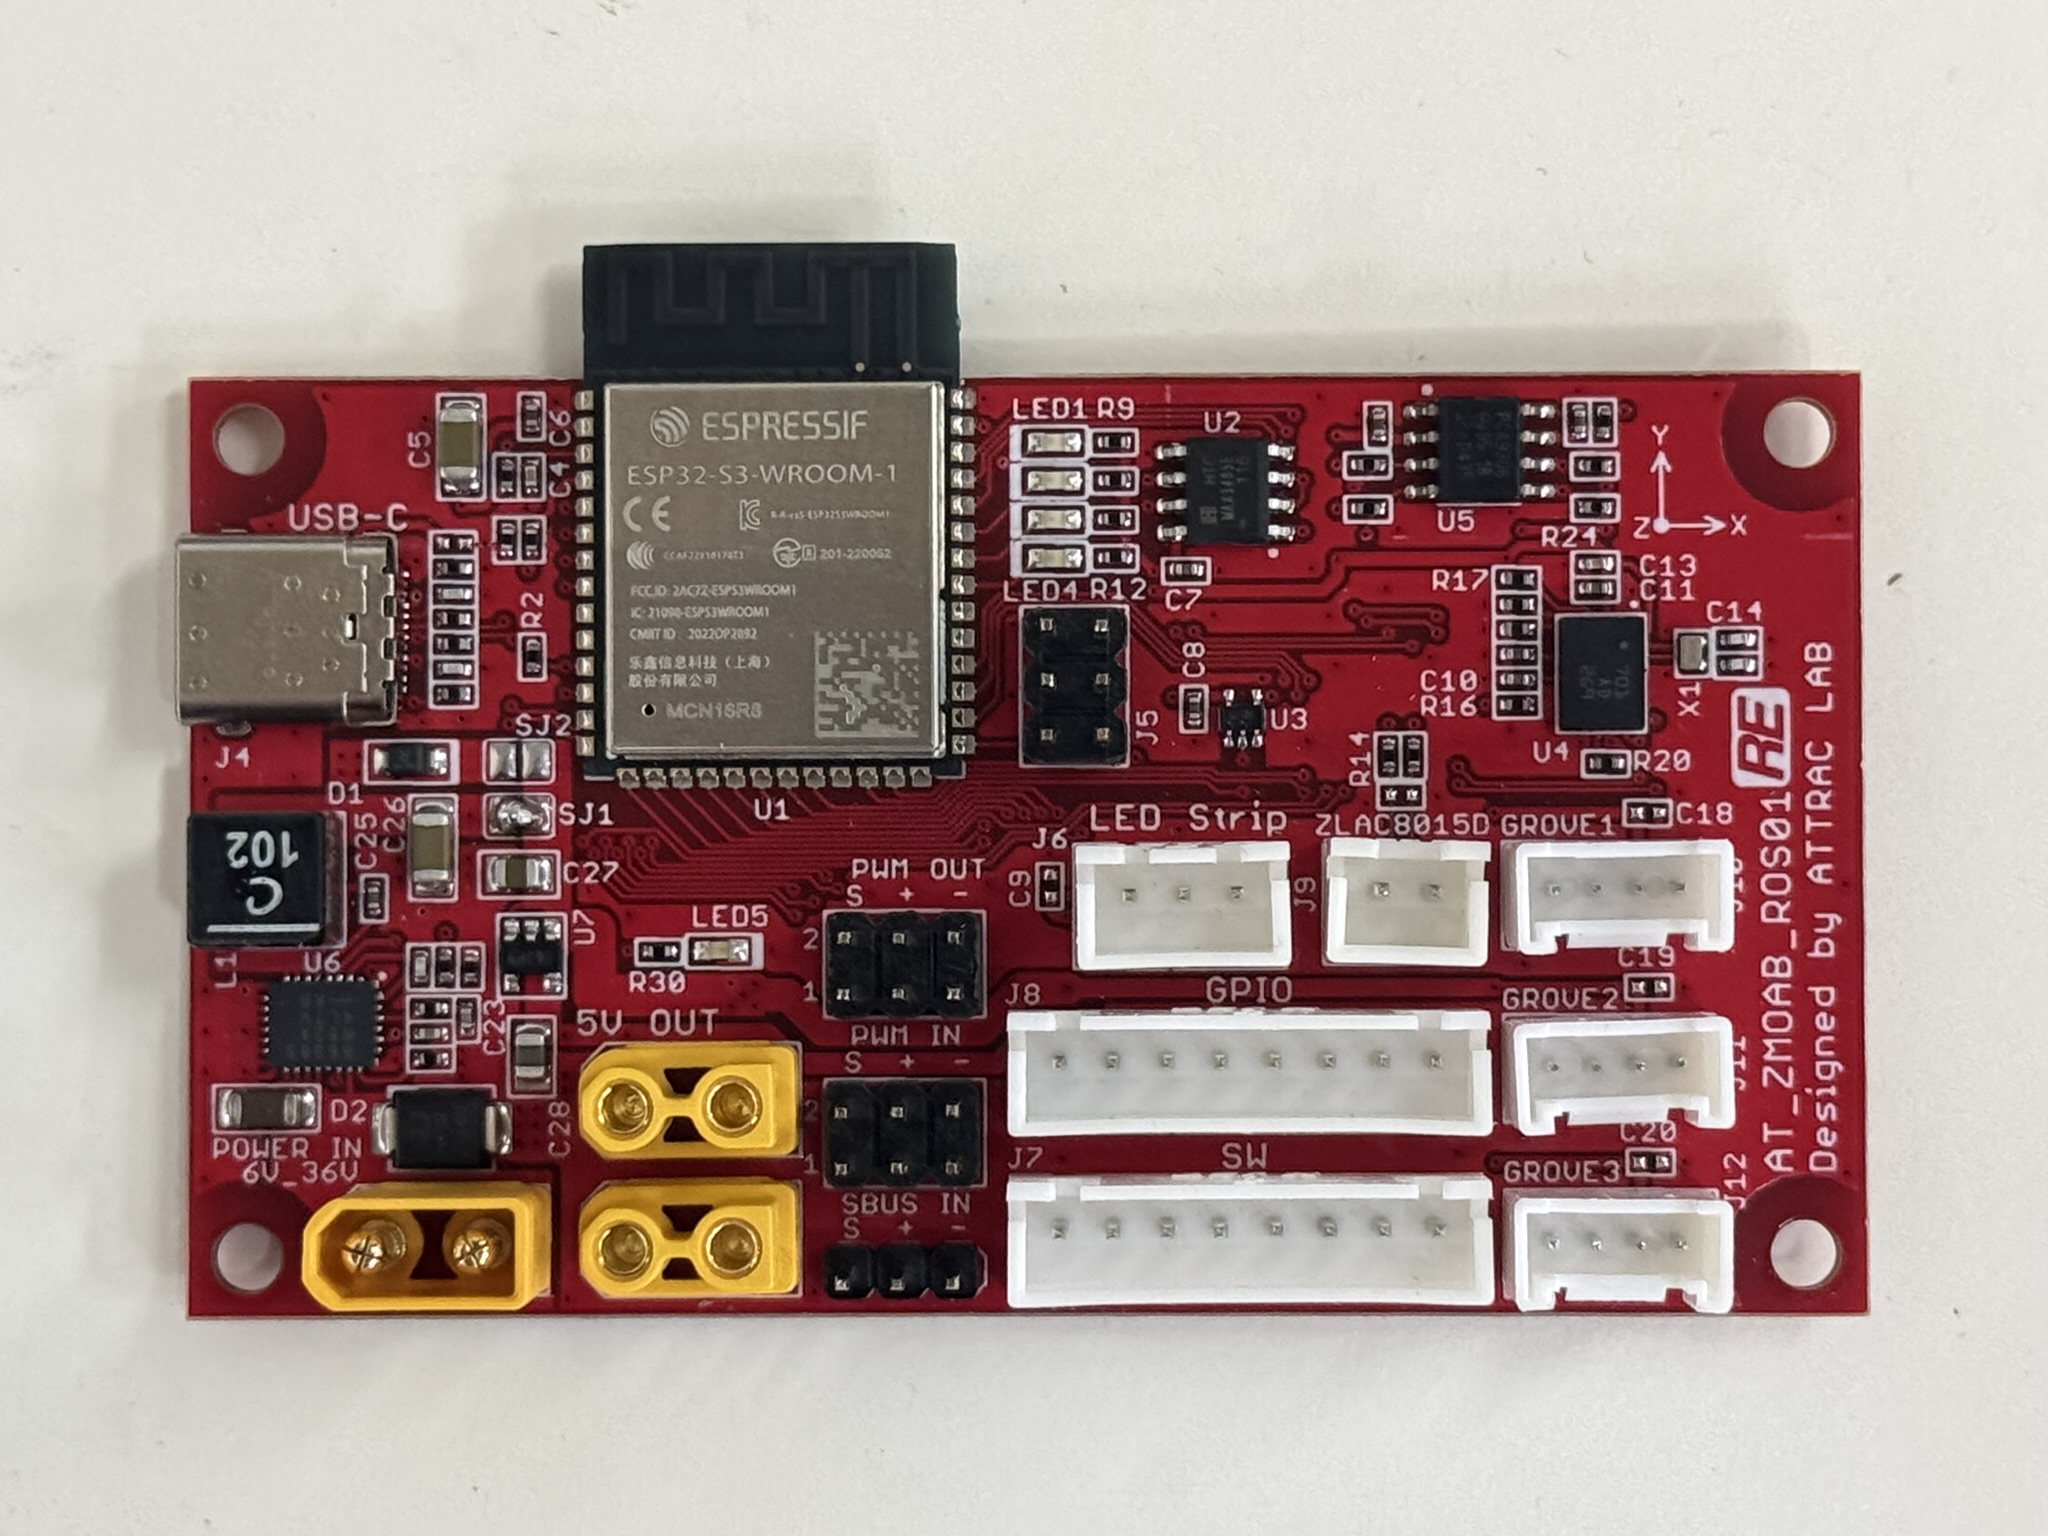 ESPRESSIF
ESP32-S3-WROOM-1
CE
R-R-rsS-ESP32S3WROOM1
R 201-220052
FCC ID: 2AC7Z-ESPS3WROOM1
IC: 21098-ESPS3WROOM1
CMIIT ID: 2022DP2092
乐鑫信息科技（上海）
股份有限公司
MCN16R8
U1
C5
C6
C4
USB-C
R2
J4
SJ2
SJ1
D1
C25
C26
C27
C
102
L1
U6
U7
C23
R30
LED5
5V OUT
C28
D2
POWER IN
6V_36V
LED1 R9
LED4 R12
J5
U2
C7
C8
U3
U5
Y
Z X
R24
R17
C13
C11
C14
C10
R16
X1
U4
R20
R14
C18
RE
LED Strip
J6
C9
ZLAC8015D
J9
GROVE1
J10
PWM OUT
S + -
2
1
PWM IN
S + -
2
1
SBUS IN
S + -
J8
GPIO
C19
GROVE2
J11
J7
SW
C20
GROVE3
J12
AT_ZMOAB_ROS01
Designed by ATTRAC LAB